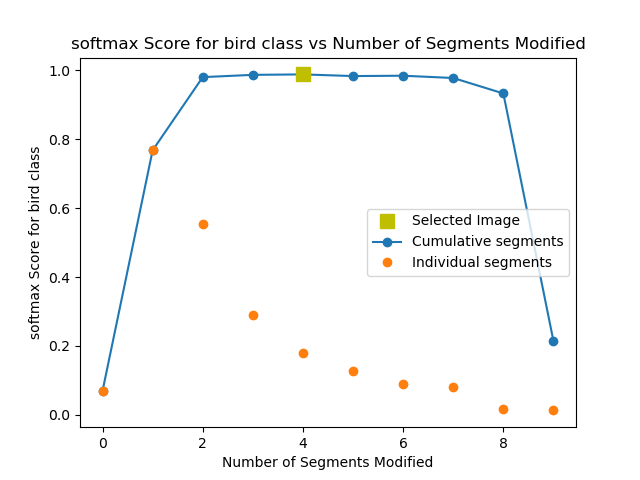 softmax Score for bird class vs Number of Segments Modified
softmax Score for bird class
1.0
0.8
0.6
0.4
0.2
0.0
Selected Image
Cumulative segments
Individual segments
0
2
4
6
8
Number of Segments Modified